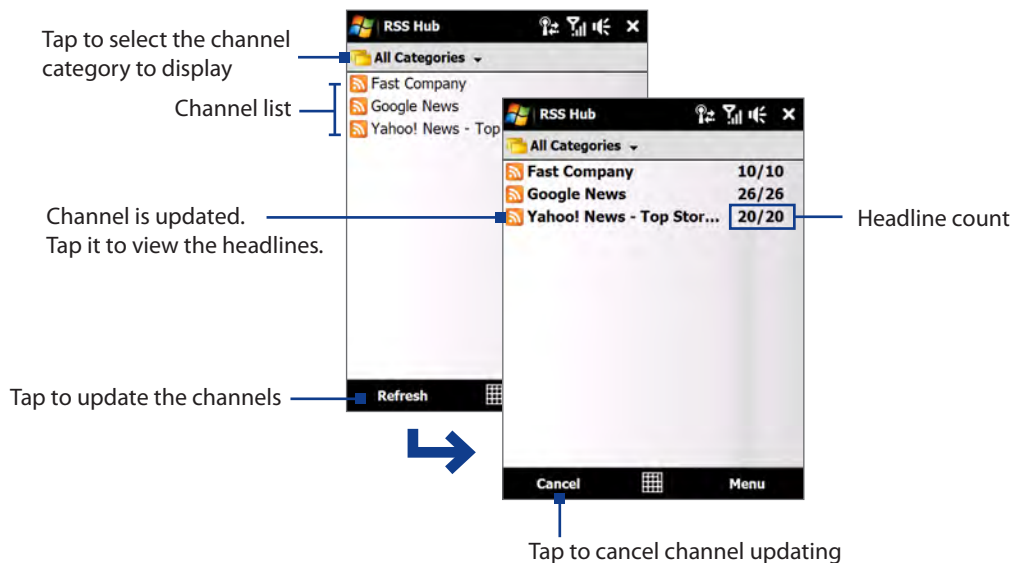 RSS Hub
Tap to select the channel
category to display
All Categories
Channel list
Fast Company
Google News
Yahoo! News - Top
RSS Hub
All Categories
Fast Company 10/10
Google News 26/26
Yahoo! News - Top Stor... 20/20
Channel is updated.
Tap it to view the headlines.
Headline count
Tap to update the channels
Refresh
Cancel Menu
Tap to cancel channel updating